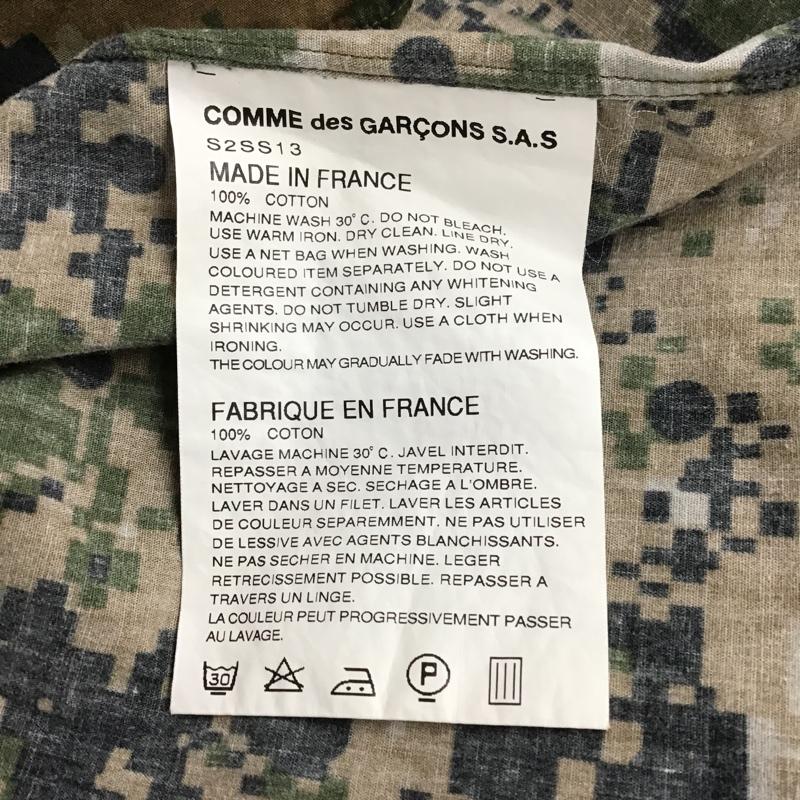 COMME des GARÇONS S.A.S
S2SS13
MADE IN FRANCE
100% COTTON
MACHINE WASH 30°C. DO NOT BLEACH.
USE WARM IRON. DRY CLEAN. LINE DRY.
USE A NET BAG WHEN WASHING. WASH
COLOURED ITEM SEPARATELY. DO NOT USE A
DETERGENT CONTAINING ANY WHITENING
AGENTS. DO NOT TUMBLE DRY. SLIGHT
SHRINKING MAY OCCUR. USE A CLOTH WHEN
IRONING.
THE COLOUR MAY GRADUALLY FADE WITH WASHING.
FABRIQUE EN FRANCE
100% COTON
LAVAGE MACHINE 30°C. JAVEL INTERDIT.
REPASSER A MOYENNE TEMPERATURE.
NETTOYAGE A SEC. SECHAGE A L'OMBRE.
LAVER DANS UN FILET. LAVER LES ARTICLES
DE COULEUR SEPAREMMENT. NE PAS UTILISER
DE LESSIVE AVEC AGENTS BLANCHISSANTS.
NE PAS SECHER EN MACHINE. LEGER
RETRECISSEMENT POSSIBLE. REPASSER A
TRAVERS UN LINGE.
LA COULEUR PEUT PROGRESSIVEMENT PASSER
AU LAVAGE.
30 P